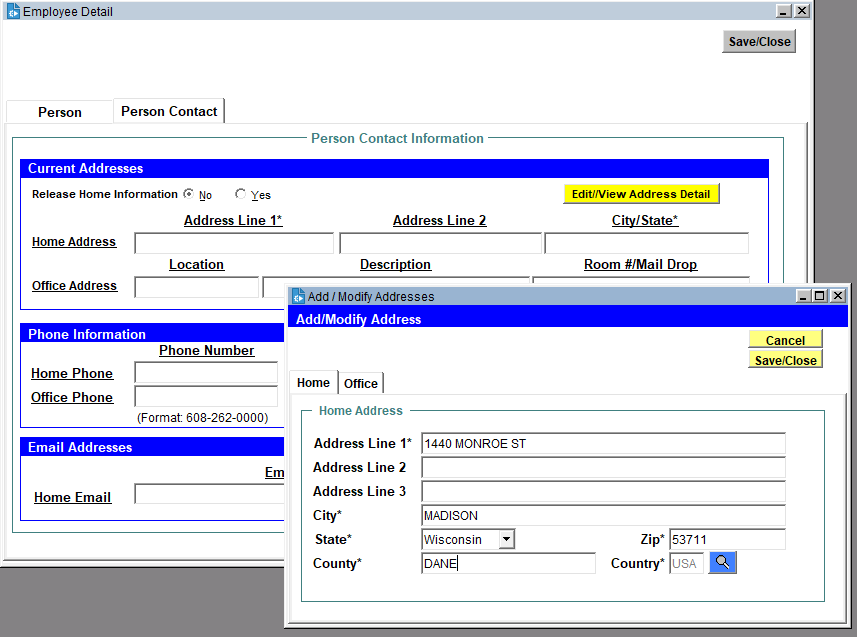 Employee Detail
Save/Close
Person
Person Contact
Person Contact Information
Current Addresses
Release Home Information No Yes
Edit//View Address Detail
Address Line 1* Address Line 2 City/State*
Home Address
Location Description Room #/Mail Drop
Office Address
Phone Information
Phone Number
Home Phone
Office Phone
(Format: 608-262-0000)
Email Addresses
Em
Home Email
Add / Modify Addresses
Add/Modify Address
Cancel
Save/Close
Home
Office
Home Address
Address Line 1* 1440 MONROE ST
Address Line 2
Address Line 3
City* MADISON
State* Wisconsin Zip* 53711
County* DANE Country* USA